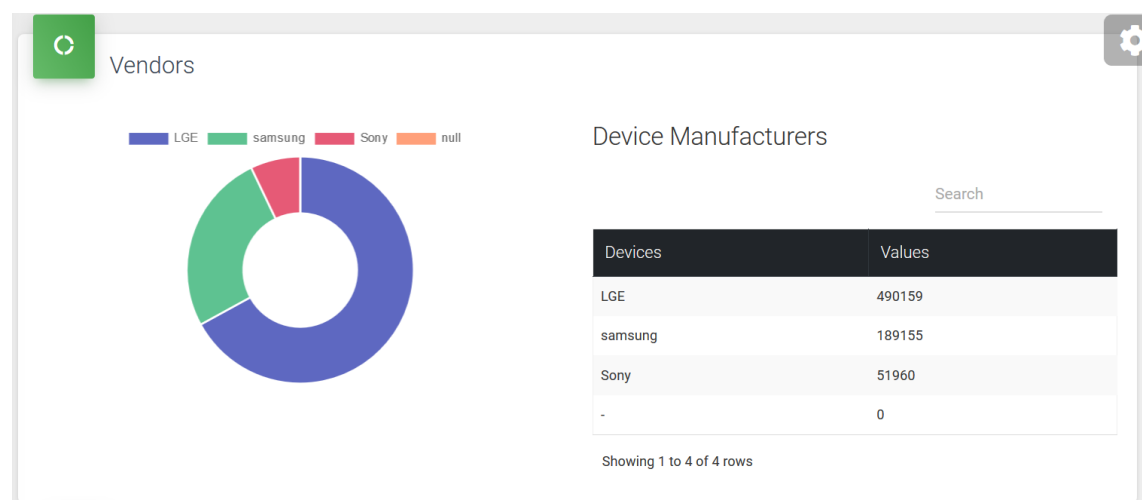 Vendors
LGE samsung Sony null
Device Manufacturers
Search
Devices Values
LGE 490159
samsung 189155
Sony 51960
- 0
Showing 1 to 4 of 4 rows